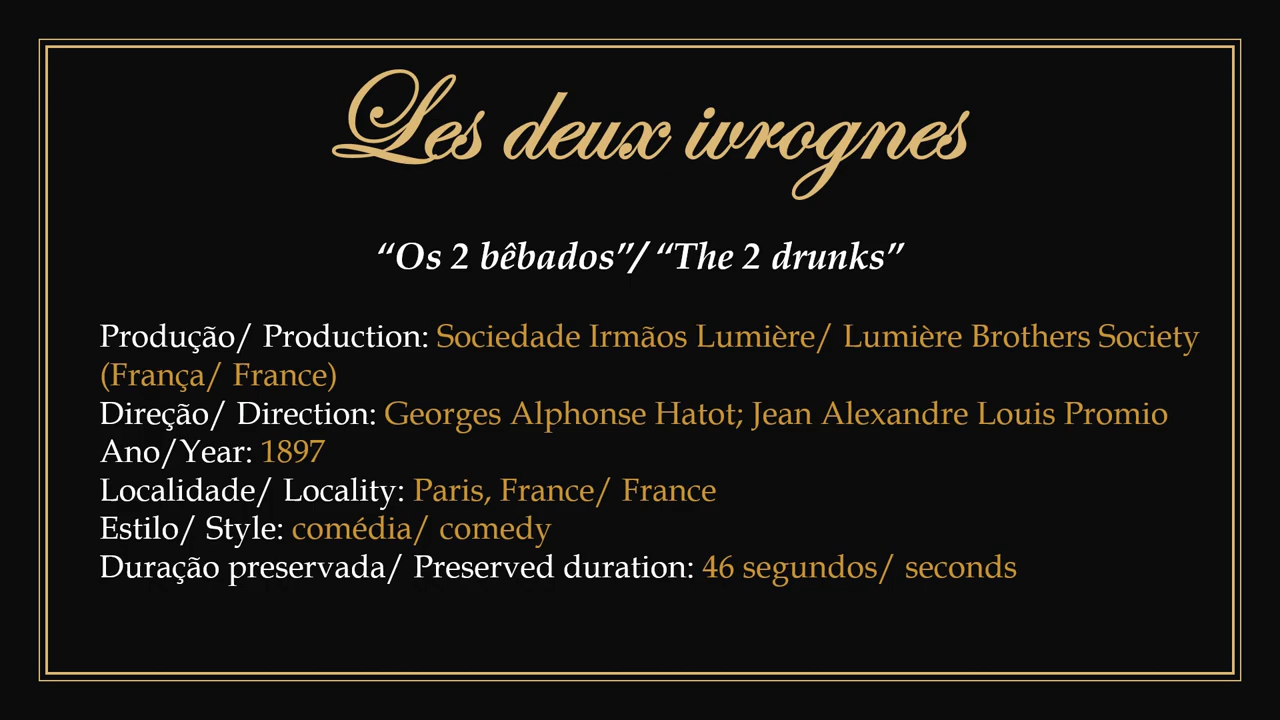 Les deux ivrognes
“Os 2 bêbados”/ “The 2 drunks”
Produção/ Production: Sociedade Irmãos Lumière/ Lumière Brothers Society
(França/ France)
Direção/ Direction: Georges Alphonse Hatot; Jean Alexandre Louis Promio
Ano/Year: 1897
Localidade/ Locality: Paris, France/ France
Estilo/ Style: comédia/ comedy
Duração preservada/ Preserved duration: 46 segundos/ seconds